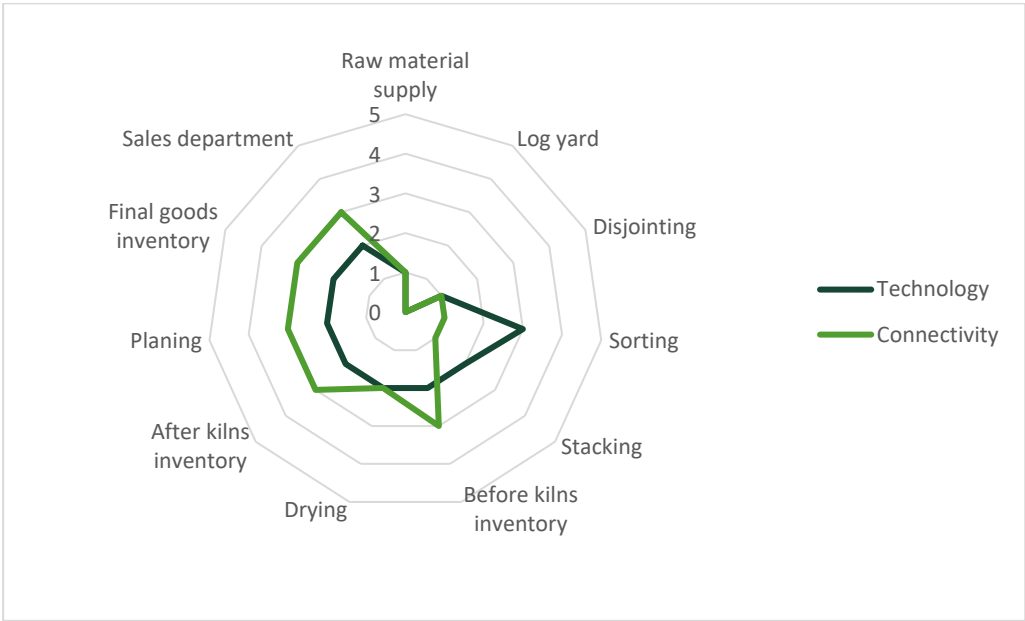 Raw material
supply
Log yard
Disjointing
Sorting
Stacking
Before kilns
inventory
Drying
After kilns
inventory
Planing
Final goods
inventory
Sales department
5
4
3
2
1
0
Technology
Connectivity